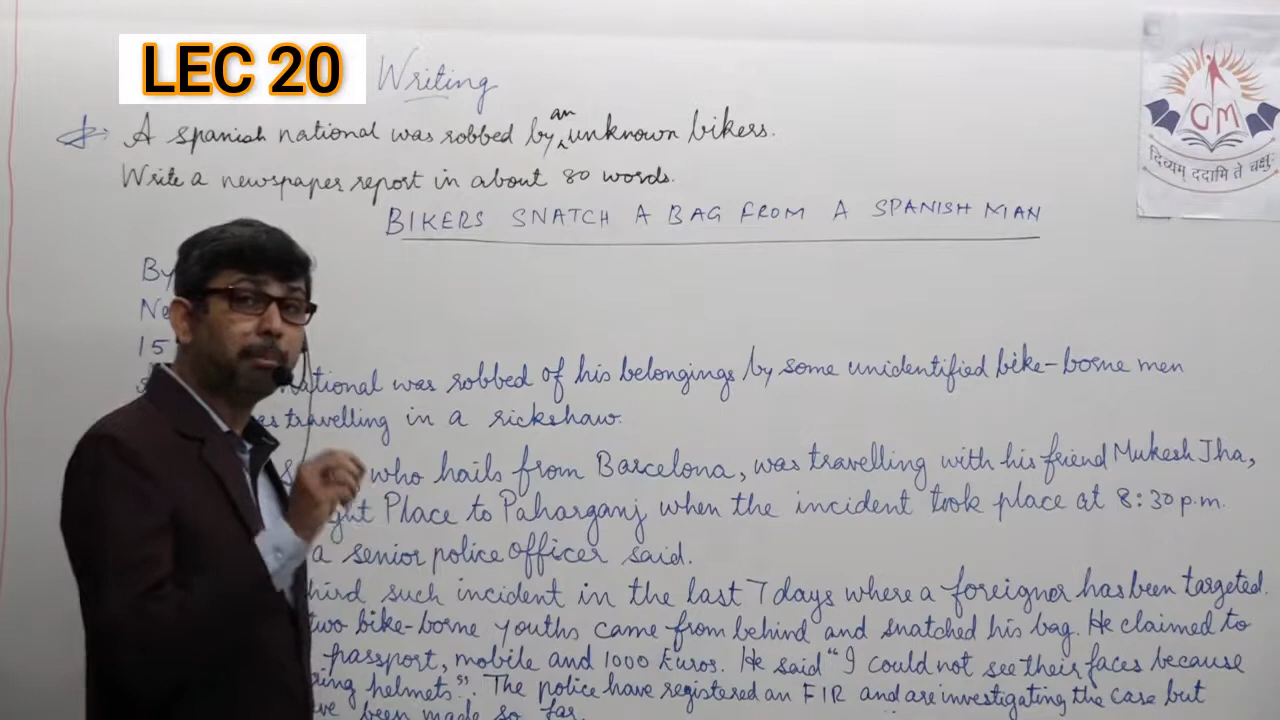 LEC 20 Writing
A spanish national was robbed by an unknown bikers.
Write a newspaper report in about 80 words.
BIKERS SNATCH A BAG FROM A SPANISH MAN
GM
दिव्यम् ददामि ते चक्षुः
By
Ne
15
national was robbed of his belongings by some unidentified bike-borne men
travelling in a rickshaw.
who hails from Barcelona, was travelling with his friend Mukesh Jha,
Place to Paharganj when the incident took place at 8:30 p.m.
a senior police officer said.
such incident in the last 7 days where a foreigner has been targeted.
two bike-borne youths came from behind and snatched his bag. He claimed to
passport, mobile and 1000 Euros. He said "I could not see their faces because
helmets". The police have registered an FIR and are investigating the case but
been made so far.